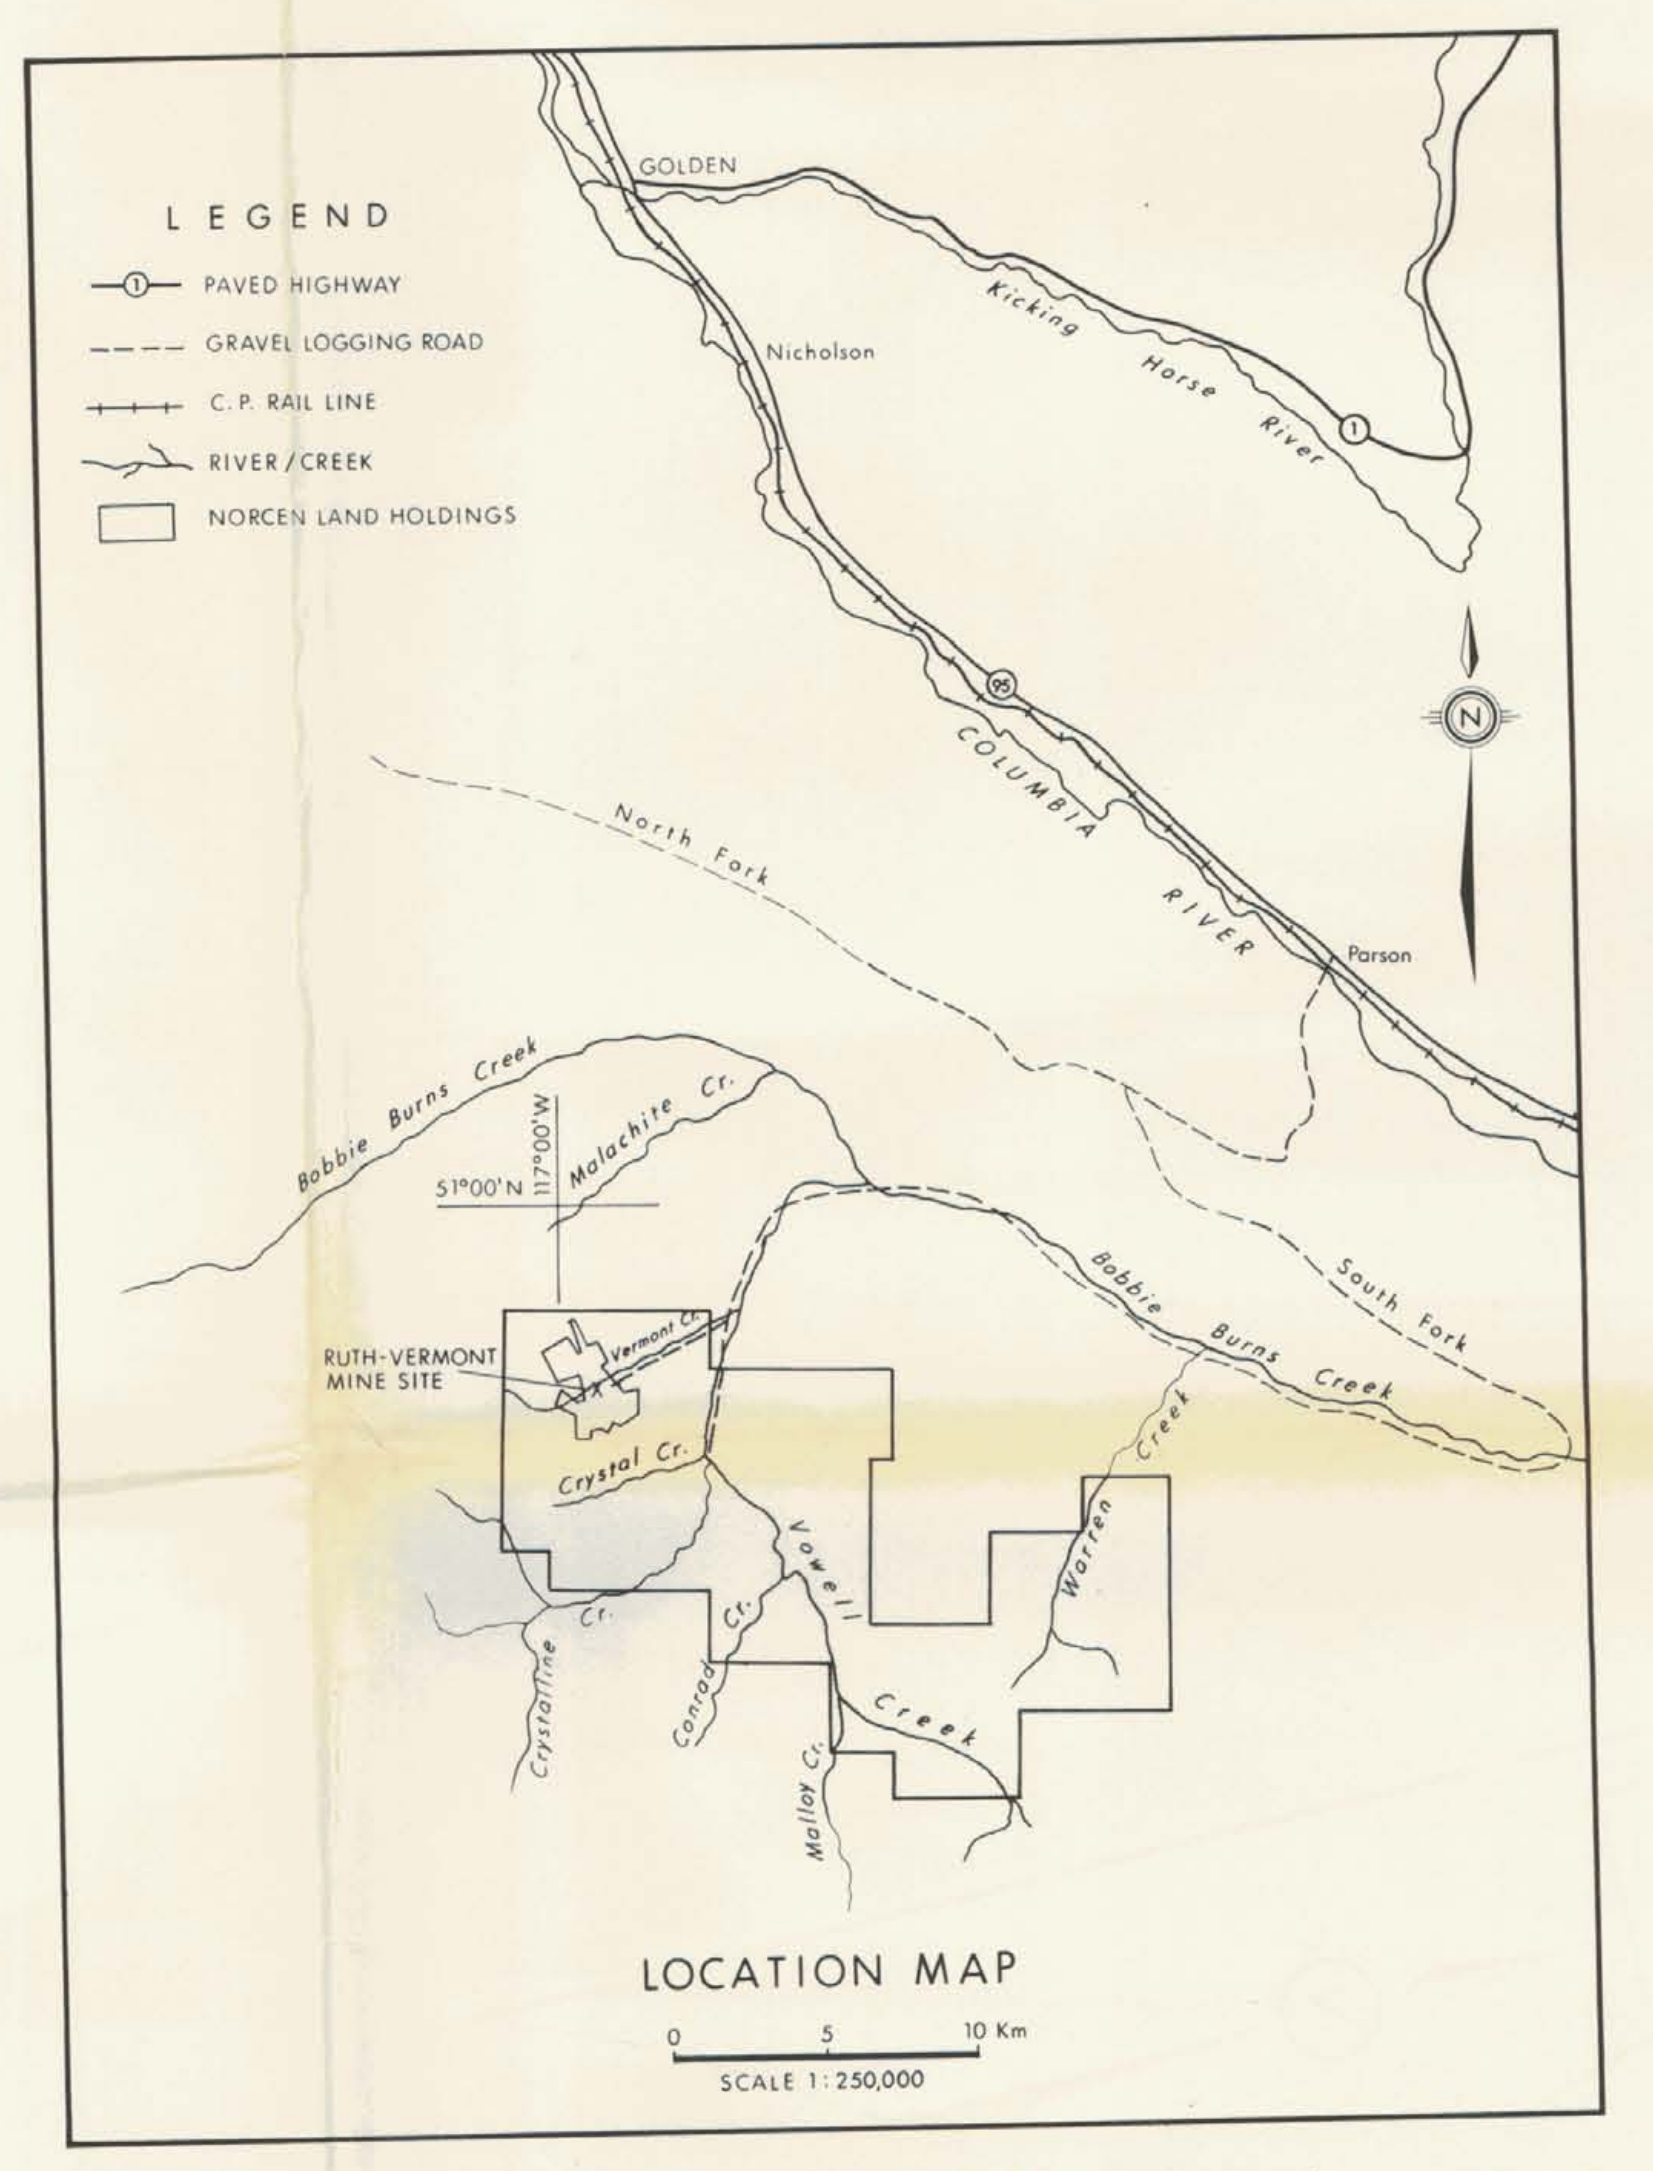 GOLDEN
LEGEND
1 PAVED HIGHWAY
GRAVEL LOGGING ROAD
C.P. RAIL LINE
RIVER/CREEK
NORCEN LAND HOLDINGS
Kicking Horse River
1
Nicholson
95
N
COLUMBIA RIVER
North Fork
Parson
Bobbie Burns Creek
Malachite Cr.
117°00'W
51°00'N
Bobbie Burns Creek
South Fork
RUTH-VERMONT
MINE SITE
Vermont Cr.
Crystal Cr.
Warren Creek
Vowell Creek
Crystalline Cr.
Conrad Cr.
Malloy Cr.
LOCATION MAP
0 5 10 Km
SCALE 1:250,000